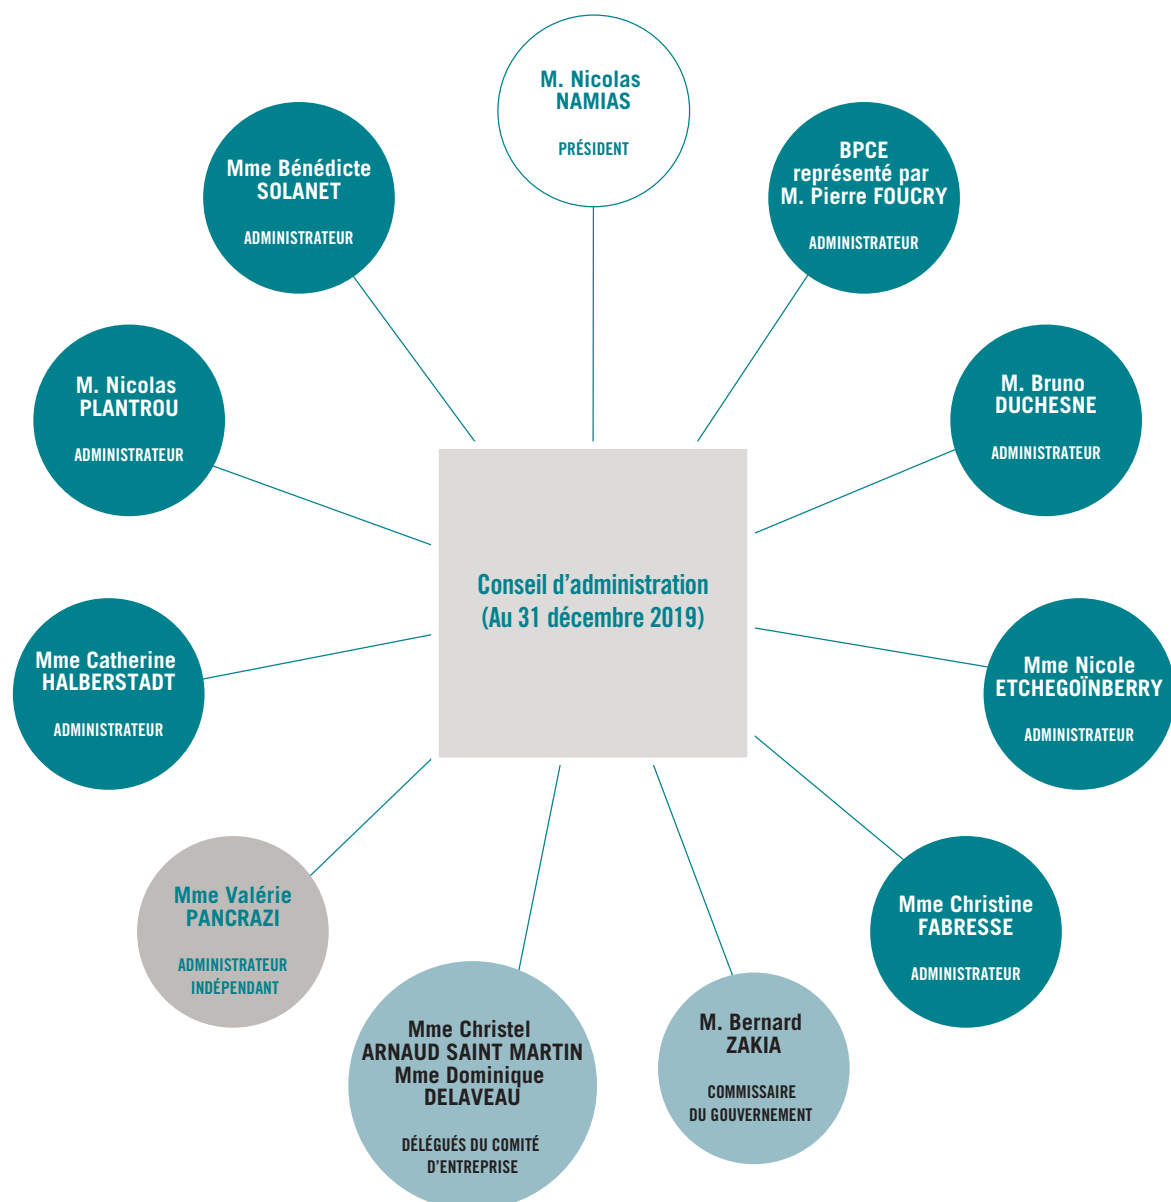 M. Nicolas
NAMIAS
PRÉSIDENT
BPCE
représenté par
M. Pierre FOUCRY
ADMINISTRATEUR
M. Bruno
DUCHESNE
ADMINISTRATEUR
Mme Nicole
ETCHEGOÏNBERRY
ADMINISTRATEUR
Mme Christine
FABRESSE
ADMINISTRATEUR
M. Bernard
ZAKIA
COMMISSAIRE
DU GOUVERNEMENT
Mme Christel
ARNAUD SAINT MARTIN
Mme Dominique
DELAVEAU
DÉLÉGUÉS DU COMITÉ
D’ENTREPRISE
Mme Valérie
PANCRAZI
ADMINISTRATEUR
INDÉPENDANT
Mme Catherine
HALBERSTADT
ADMINISTRATEUR
M. Nicolas
PLANTROU
ADMINISTRATEUR
Mme Bénédicte
SOLANET
ADMINISTRATEUR
Conseil d’administration
(Au 31 décembre 2019)